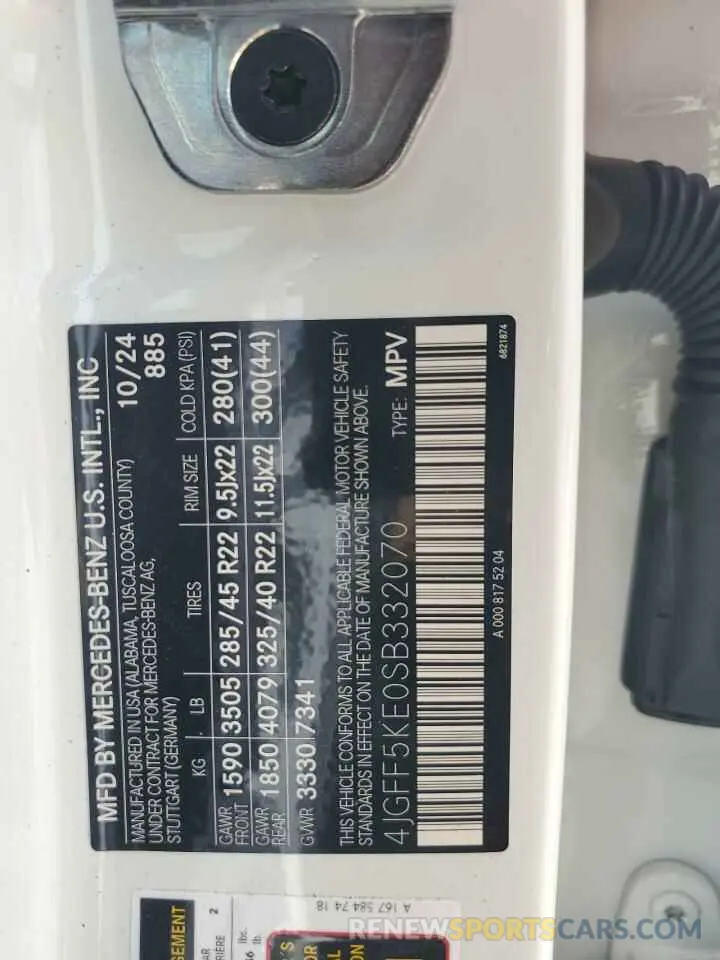 MFD BY MERCEDES-BENZ U.S. INTL., INC
10/24
MANUFACTURED IN USA (ALABAMA, TUSCALOOSA COUNTY)
885
UNDER CONTRACT FOR MERCEDES-BENZ AG,
STUTTGART (GERMANY)
KG LB TIRES RIM SIZE COLD KPA (PSI)
GAWR FRONT 1590 3505 285/45 R22 9.5Jx22 280(41)
GAWR REAR 1850 4079 325/40 R22 11.5Jx22 300(44)
GVWR 3330 7341
THIS VEHICLE CONFORMS TO ALL APPLICABLE FEDERAL MOTOR VEHICLE SAFETY
STANDARDS IN EFFECT ON THE DATE OF MANUFACTURE SHOWN ABOVE.
4JGFF5KE0SB332070 TYPE: MPV
A 000 817 52 04
6821874
A 167 584 74 18
2
lbs.
RENEWSPORTSCARS.COM